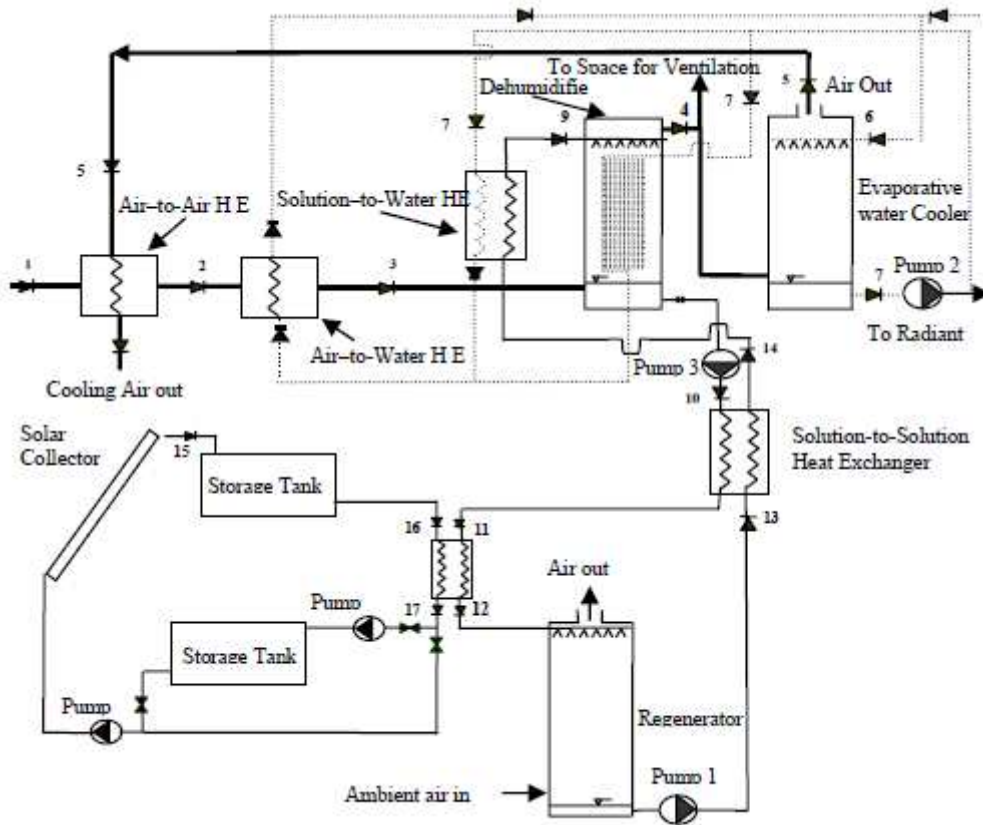 To Space for Ventilation
5
Air Out
Dehumidifie
7
9
4
7
6
5
Air–to-Air H E
Solution–to-Water HE
Evaporative
water Cooler
1
2
3
7
Pump 2
Air–to-Water H E
To Radiant
Cooling Air out
Pump 3
14
10
Solar
Collector
15
Solution-to-Solution
Heat Exchanger
Storage Tank
16
11
13
Air out
Pump
17
12
Storage Tank
Pump
Regenerator
Pump 1
Ambient air in